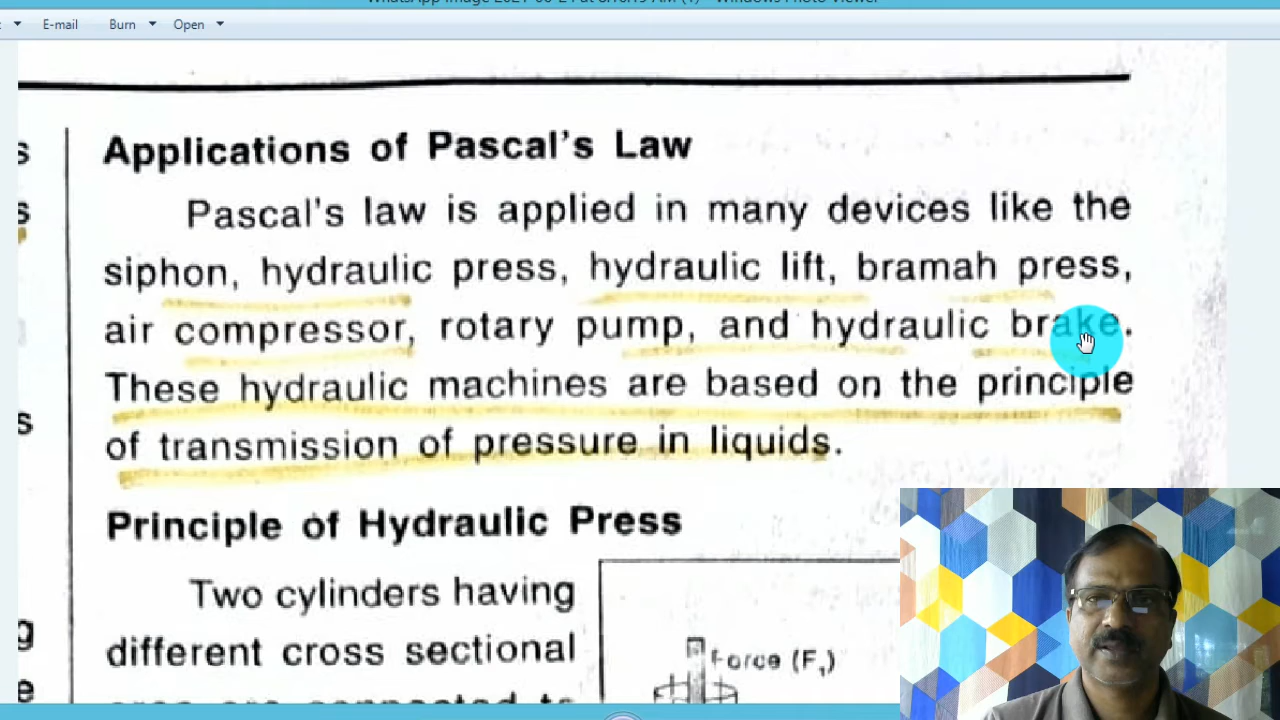 E-mail Burn Open
Applications of Pascal's Law
Pascal's law is applied in many devices like the
siphon, hydraulic press, hydraulic lift, bramah press,
air compressor, rotary pump, and hydraulic brake.
These hydraulic machines are based on the principle
of transmission of pressure in liquids.
Principle of Hydraulic Press
Two cylinders having
different cross sectional
Force (F₁)